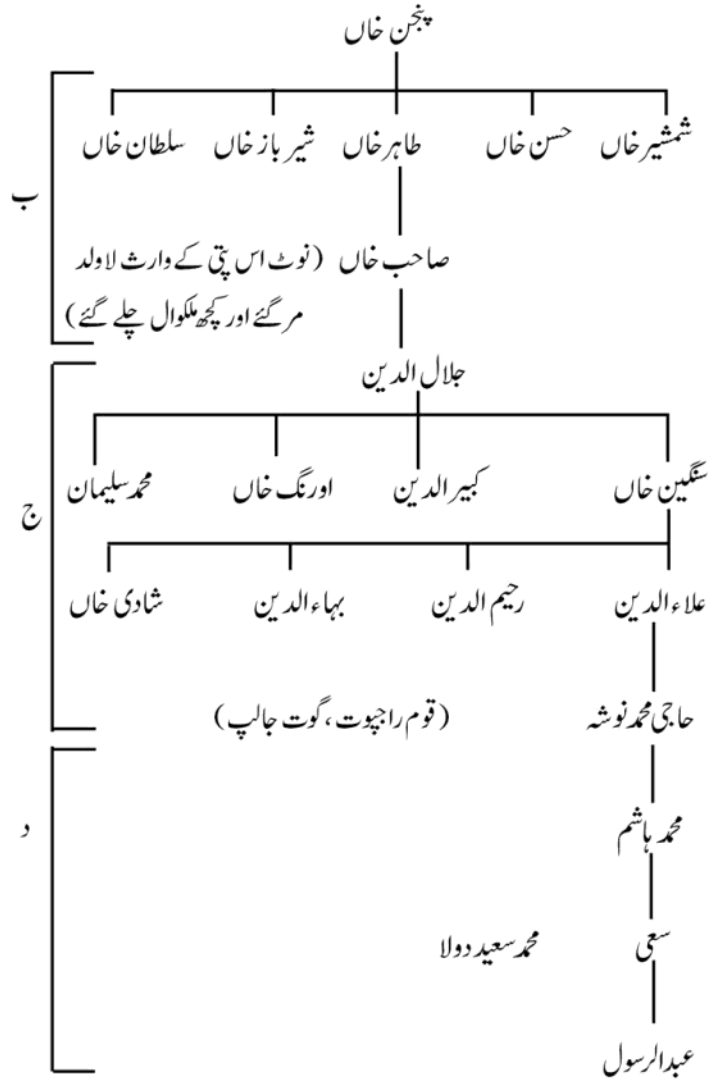 پنجن خاں
شمشیر خاں حسن خاں طاہر خاں شیر باز خاں سلطان خاں
ب
صاحب خاں (نوٹ اس پتی کے وارث لاولد
مر گئے اور کچھ ملکوال چلے گئے)
جلال الدین
سنگین خاں کبیر الدین اورنگ خاں محمد سلیمان
ج
علاء الدین رحیم الدین بہاء الدین شادی خاں
حاجی محمد نوشہ (قوم راجپوت، گوت جالپ)
محمد ہاشم
د
سعی محمد سعید دولا
عبدالرسول